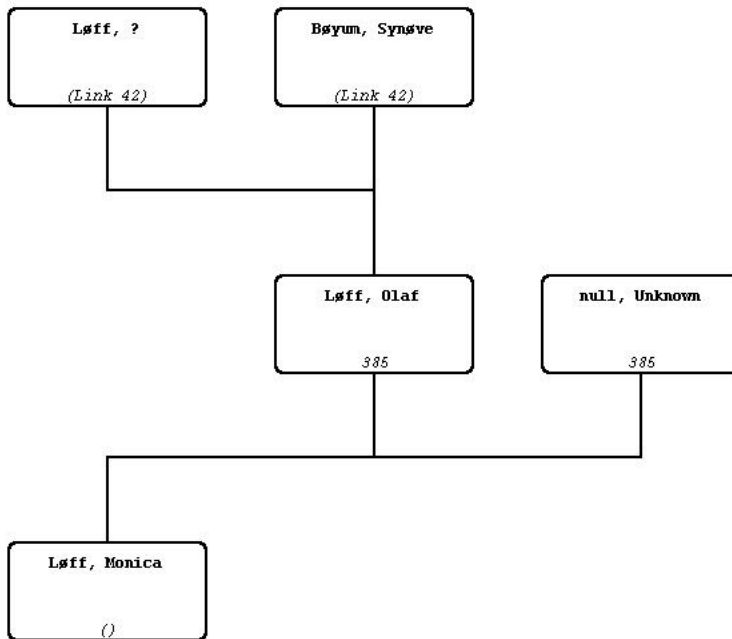 Løff, ?
(Link 42)
Bøyum, Synøve
(Link 42)
Løff, Olaf
385
null, Unknown
385
Løff, Monica
()